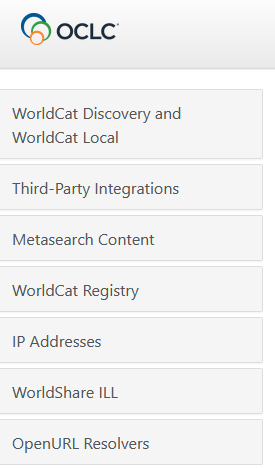 OCLC
WorldCat Discovery and
WorldCat Local
Third-Party Integrations
Metasearch Content
WorldCat Registry
IP Addresses
WorldShare ILL
OpenURL Resolvers